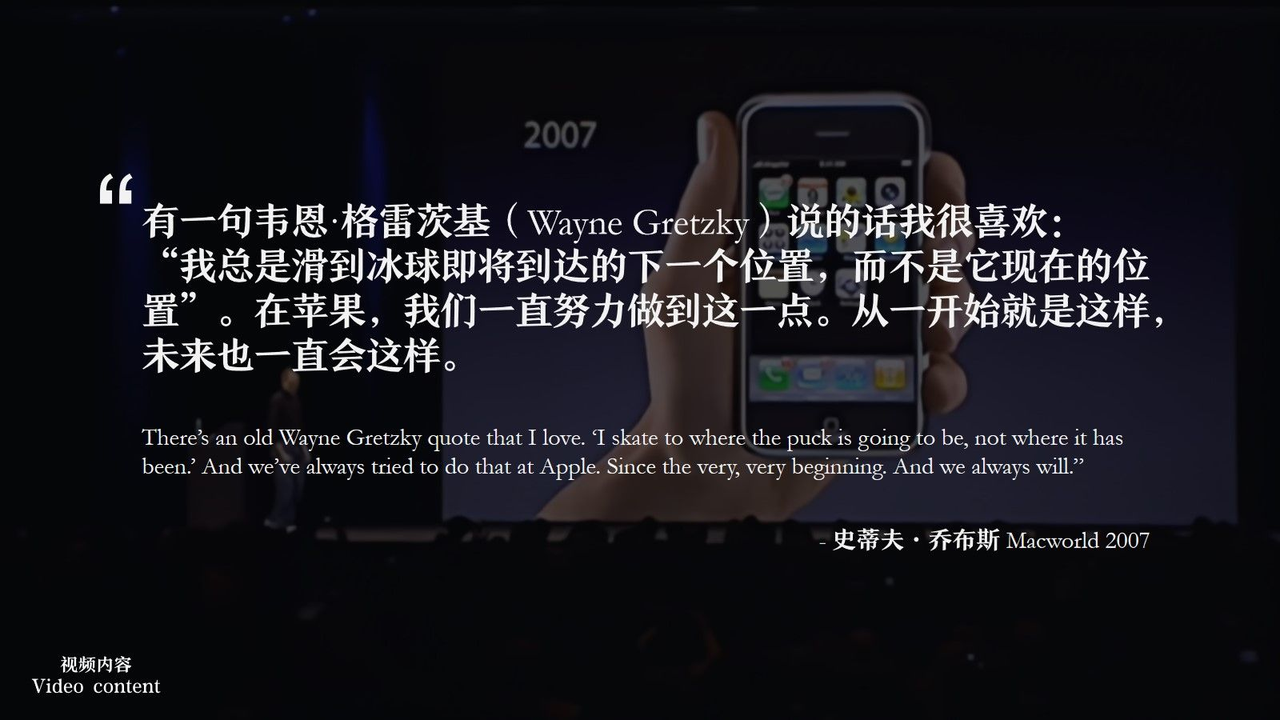 2007
“
有一句韦恩·格雷茨基（Wayne Gretzky）说的话我很喜欢：
“我总是滑到冰球即将到达的下一个位置，而不是它现在的位
置”。在苹果，我们一直努力做到这一点。从一开始就是这样，
未来也一直会这样。
There’s an old Wayne Gretzky quote that I love. ‘I skate to where the puck is going to be, not where it has
been.’ And we’ve always tried to do that at Apple. Since the very, very beginning. And we always will.”
- 史蒂夫·乔布斯 Macworld 2007
视频内容
Video content